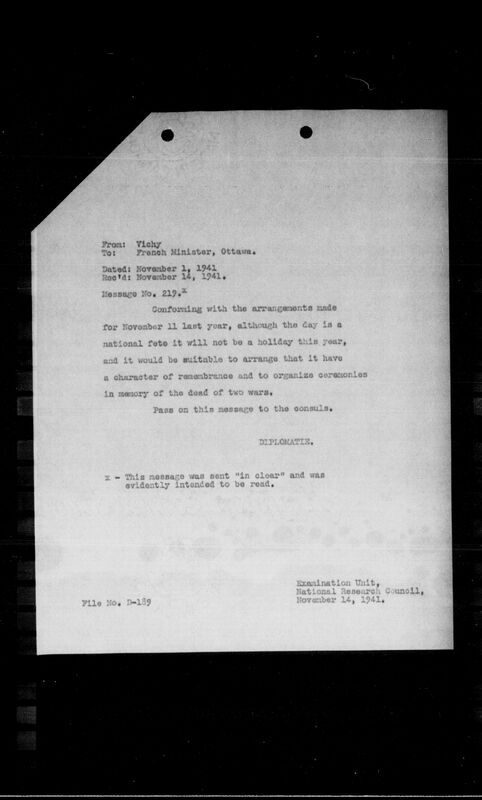 From: Vichy
To: French Minister, Ottawa.
Dated: November 1, 1941
Rec'd: November 14, 1941.
Message No. 219.x
Conforming with the arrangements made
for November 11 last year, although the day is a
national fete it will not be a holiday this year,
and it would be suitable to arrange that it have
a character of remembrance and to organize ceremonies
in memory of the dead of two wars.
Pass on this message to the consuls.
DIPLOMATIE.
x - This message was sent "in clear" and was
evidently intended to be read.
Examination Unit,
National Research Council,
November 14, 1941.
File No. D-189